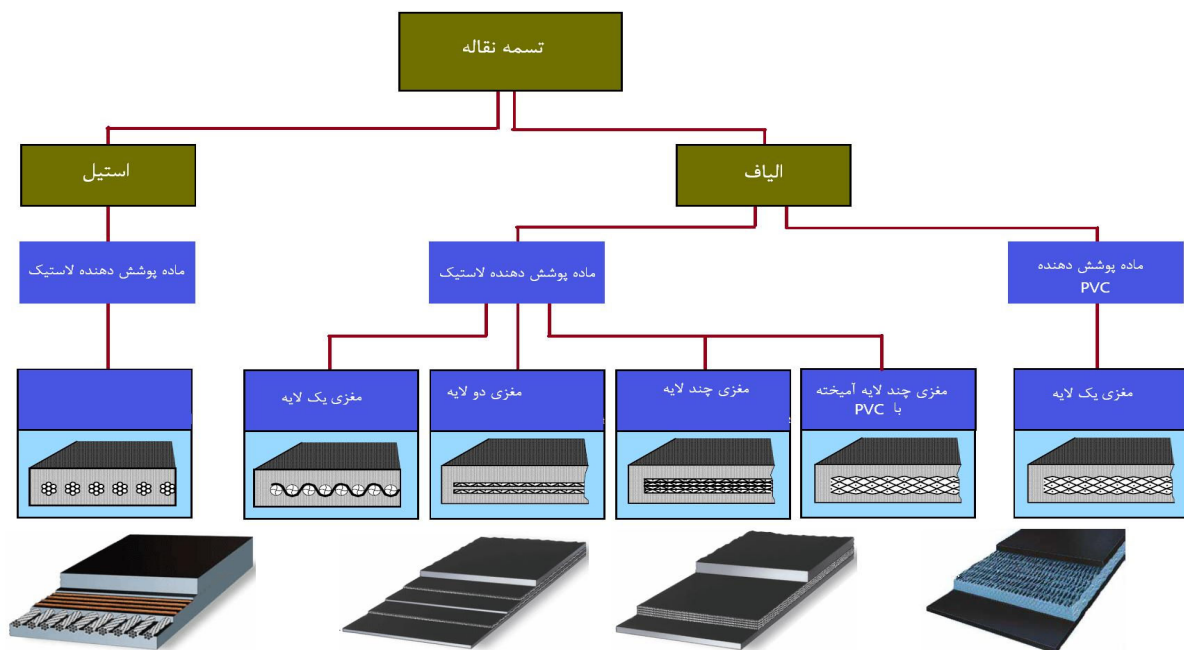 تسمه نقاله
استیل
الیاف
ماده پوشش دهنده لاستیک
ماده پوشش دهنده لاستیک
ماده پوشش دهنده
PVC
مغزی یک لایه
مغزی دو لایه
مغزی چند لایه
مغزی چند لایه آمیخته
با PVC
مغزی یک لایه